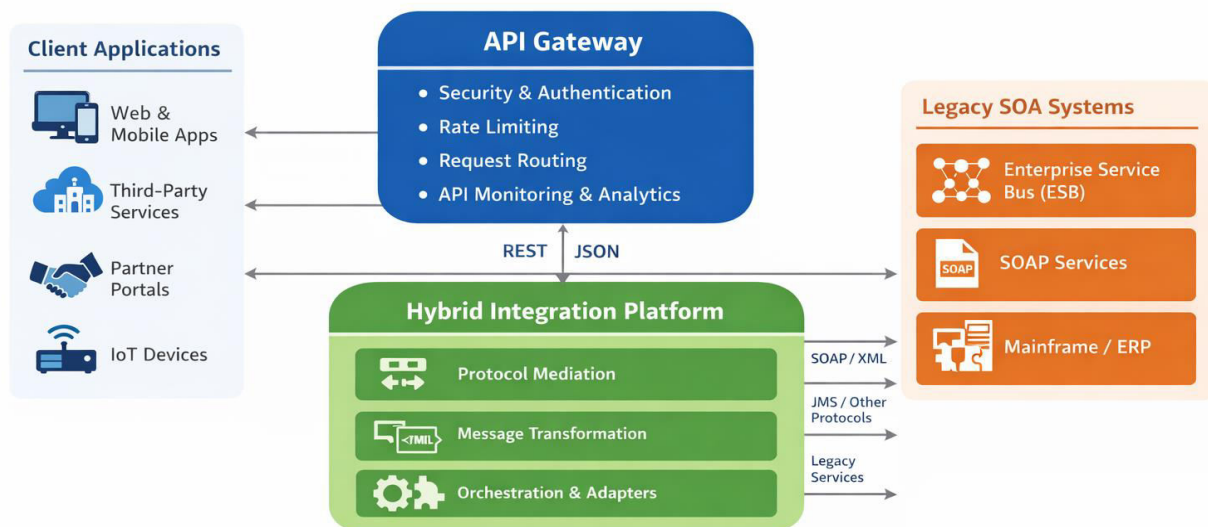 Client Applications
Web &
Mobile Apps
Third-Party
Services
Partner
Portals
IoT Devices
API Gateway
• Security & Authentication
• Rate Limiting
• Request Routing
• API Monitoring & Analytics
REST
JSON
Hybrid Integration Platform
Protocol Mediation
Message Transformation
Orchestration & Adapters
SOAP / XML
JMS / Other
Protocols
Legacy
Services
Legacy SOA Systems
Enterprise Service
Bus (ESB)
SOAP
SOAP Services
Mainframe / ERP